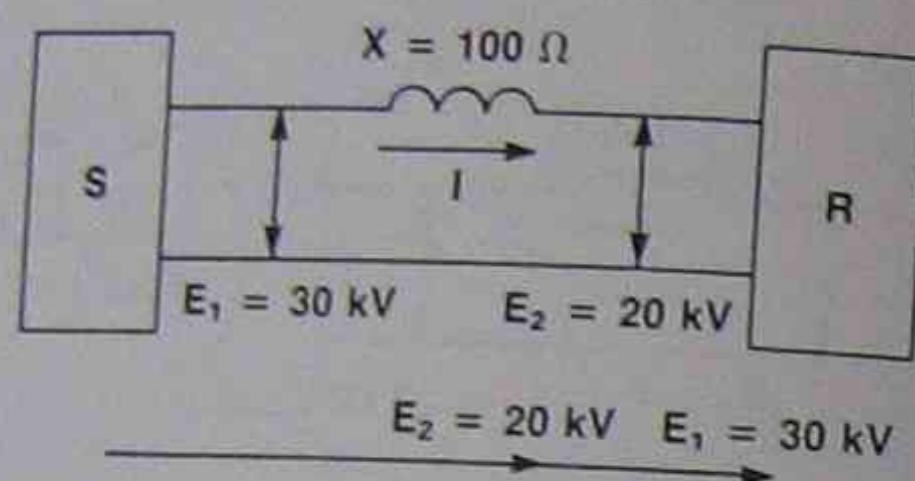 X = 100 Ω
S
I
R
E₁ = 30 kV
E₂ = 20 kV
E₂ = 20 kV
E₁ = 30 kV